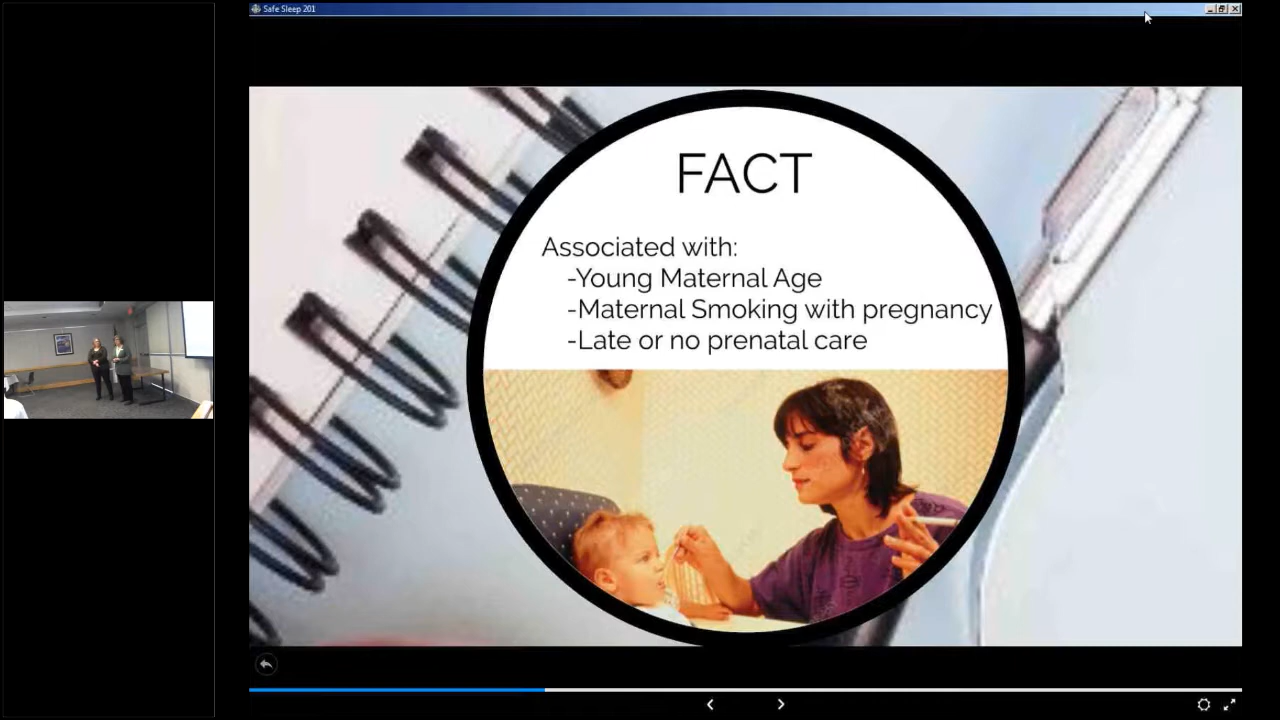 Safe Sleep 201
FACT
Associated with:
-Young Maternal Age
-Maternal Smoking with pregnancy
-Late or no prenatal care